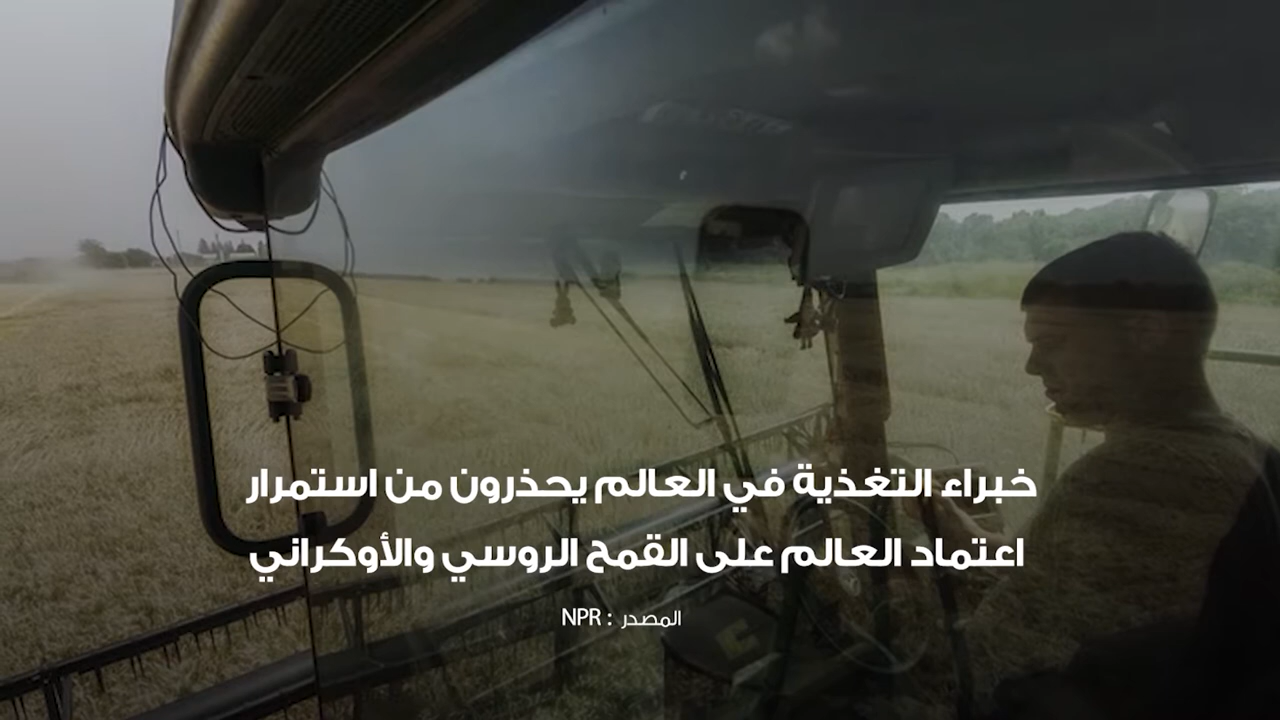 خبراء التغذية في العالم يحذرون من استمرار
اعتماد العالم على القمح الروسي والأوكراني
المصدر : NPR